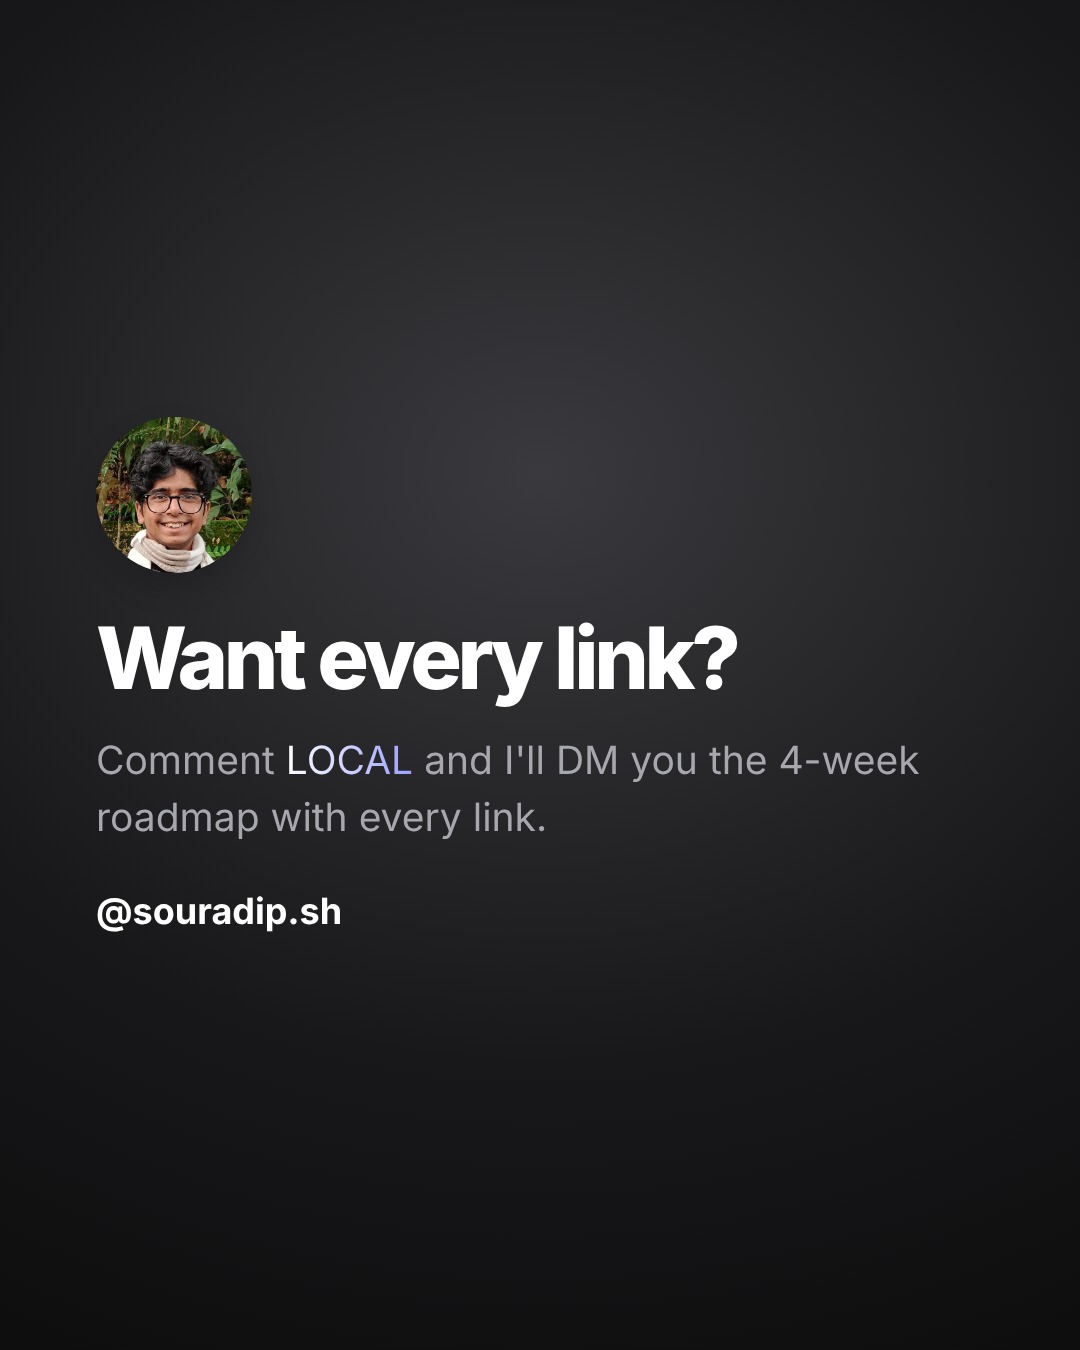 Want every link?
Comment LOCAL and I'll DM you the 4-week
roadmap with every link.
@souradip.sh